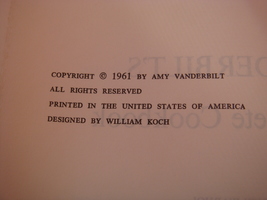 COPYRIGHT © 1961 BY AMY VANDERBILT
ALL RIGHTS RESERVED
PRINTED IN THE UNITED STATES OF AMERICA
DESIGNED BY WILLIAM KOCH